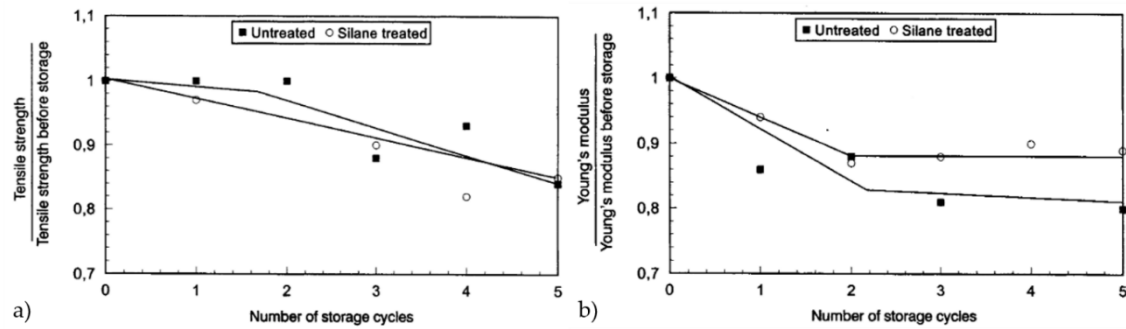 1,1
1
0,9
0,8
0,7
Tensile strength
Tensile strength before storage
■ Untreated ○ Silane treated
0 1 2 3 4 5
Number of storage cycles
a)
1,1
1
0,9
0,8
0,7
Young's modulus
Young's modulus before storage
■ Untreated ○ Silane treated
0 1 2 3 4 5
Number of storage cycles
b)